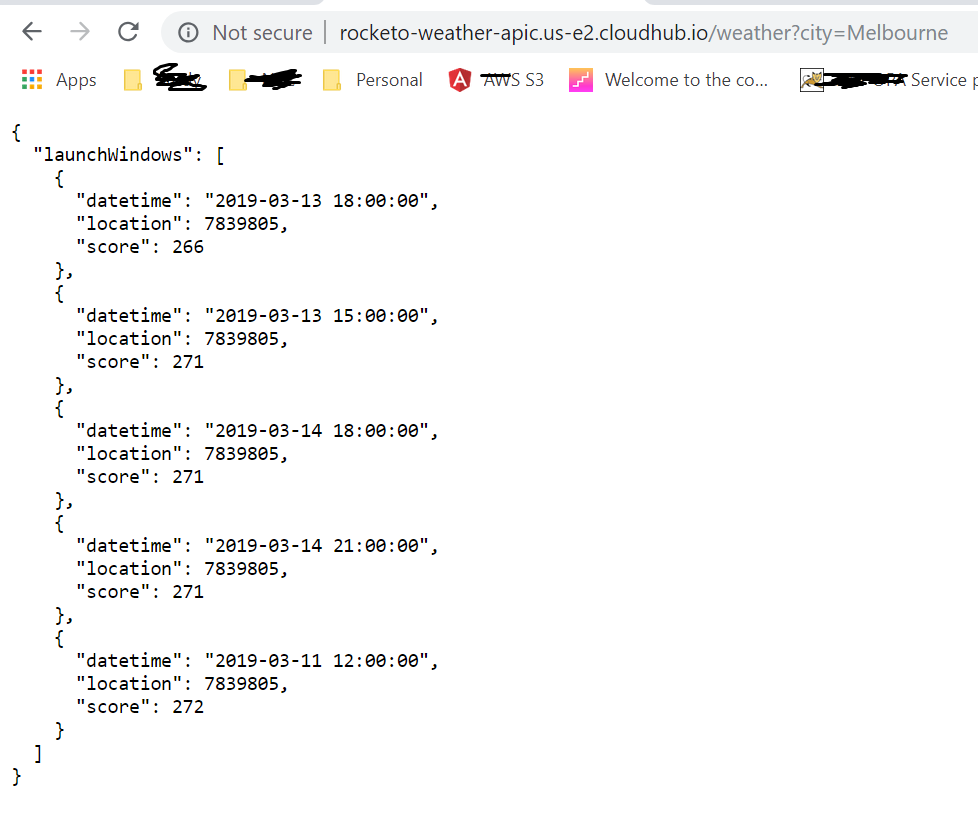 Not secure | rocketo-weather-apic.us-e2.cloudhub.io/weather?city=Melbourne
Apps Personal AWS S3 Welcome to the co... Service p
{
"launchWindows": [
{
"datetime": "2019-03-13 18:00:00",
"location": 7839805,
"score": 266
},
{
"datetime": "2019-03-13 15:00:00",
"location": 7839805,
"score": 271
},
{
"datetime": "2019-03-14 18:00:00",
"location": 7839805,
"score": 271
},
{
"datetime": "2019-03-14 21:00:00",
"location": 7839805,
"score": 271
},
{
"datetime": "2019-03-11 12:00:00",
"location": 7839805,
"score": 272
}
]
}